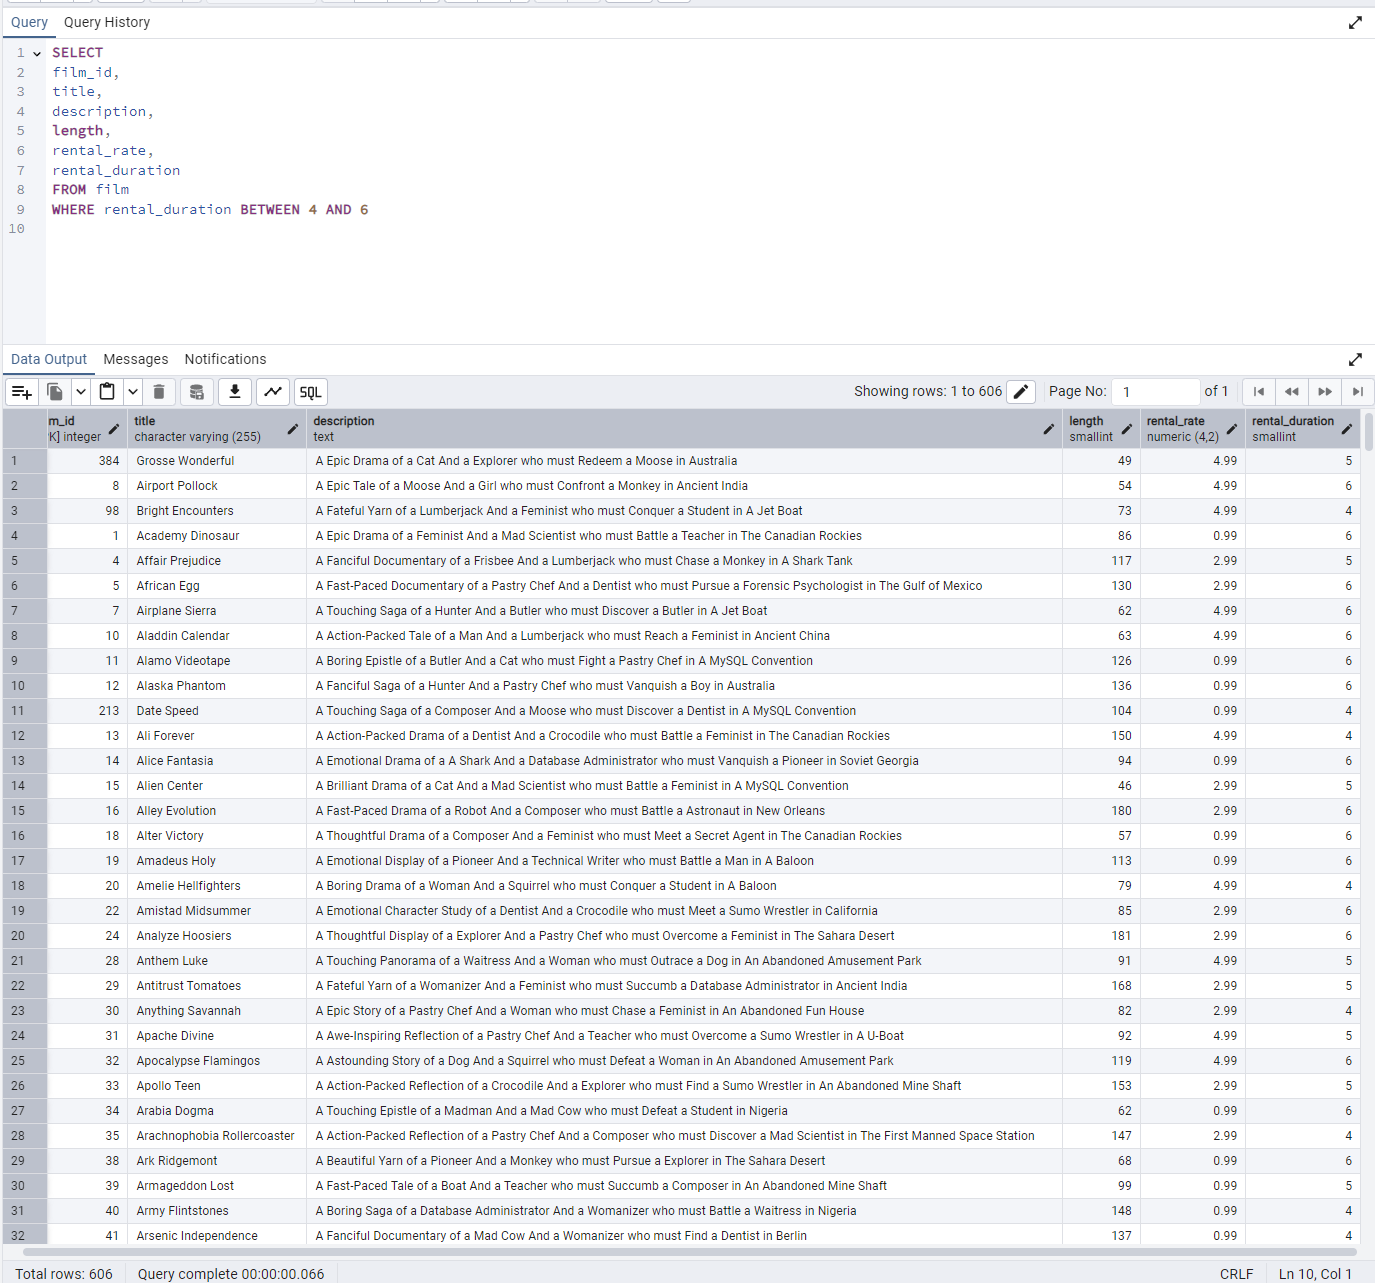 Query Query History
1 SELECT
2 film_id,
3 title,
4 description,
5 length,
6 rental_rate,
7 rental_duration
8 FROM film
9 WHERE rental_duration BETWEEN 4 AND 6
10
Data Output Messages Notifications
SQL Showing rows: 1 to 606 Page No: 1 of 1
m_id title description length rental_rate rental_duration
K] integer character varying (255) text smallint numeric (4,2) smallint
1 384 Grosse Wonderful A Epic Drama of a Cat And a Explorer who must Redeem a Moose in Australia 49 4.99 5
2 8 Airport Pollock A Epic Tale of a Moose And a Girl who must Confront a Monkey in Ancient India 54 4.99 6
3 98 Bright Encounters A Fateful Yarn of a Lumberjack And a Feminist who must Conquer a Student in A Jet Boat 73 4.99 4
4 1 Academy Dinosaur A Epic Drama of a Feminist And a Mad Scientist who must Battle a Teacher in The Canadian Rockies 86 0.99 6
5 4 Affair Prejudice A Fanciful Documentary of a Frisbee And a Lumberjack who must Chase a Monkey in A Shark Tank 117 2.99 5
6 5 African Egg A Fast-Paced Documentary of a Pastry Chef And a Dentist who must Pursue a Forensic Psychologist in The Gulf of Mexico 130 2.99 6
7 7 Airplane Sierra A Touching Saga of a Hunter And a Butler who must Discover a Butler in A Jet Boat 62 4.99 6
8 10 Aladdin Calendar A Action-Packed Tale of a Man And a Lumberjack who must Reach a Feminist in Ancient China 63 4.99 6
9 11 Alamo Videotape A Boring Epistle of a Butler And a Cat who must Fight a Pastry Chef in A MySQL Convention 126 0.99 6
10 12 Alaska Phantom A Fanciful Saga of a Hunter And a Pastry Chef who must Vanquish a Boy in Australia 136 0.99 6
11 213 Date Speed A Touching Saga of a Composer And a Moose who must Discover a Dentist in A MySQL Convention 104 0.99 4
12 13 Ali Forever A Action-Packed Drama of a Dentist And a Crocodile who must Battle a Feminist in The Canadian Rockies 150 4.99 4
13 14 Alice Fantasia A Emotional Drama of a A Shark And a Database Administrator who must Vanquish a Pioneer in Soviet Georgia 94 0.99 6
14 15 Alien Center A Brilliant Drama of a Cat And a Mad Scientist who must Battle a Feminist in A MySQL Convention 46 2.99 5
15 16 Alley Evolution A Fast-Paced Drama of a Robot And a Composer who must Battle a Astronaut in New Orleans 180 2.99 6
16 18 Alter Victory A Thoughtful Drama of a Composer And a Feminist who must Meet a Secret Agent in The Canadian Rockies 57 0.99 6
17 19 Amadeus Holy A Emotional Display of a Pioneer And a Technical Writer who must Battle a Man in A Baloon 113 0.99 6
18 20 Amelie Hellfighters A Boring Drama of a Woman And a Squirrel who must Conquer a Student in A Baloon 79 4.99 4
19 22 Amistad Midsummer A Emotional Character Study of a Dentist And a Crocodile who must Meet a Sumo Wrestler in California 85 2.99 6
20 24 Analyze Hoosiers A Thoughtful Display of a Explorer And a Pastry Chef who must Overcome a Feminist in The Sahara Desert 181 2.99 6
21 28 Anthem Luke A Touching Panorama of a Waitress And a Woman who must Outrace a Dog in An Abandoned Amusement Park 91 4.99 5
22 29 Antitrust Tomatoes A Fateful Yarn of a Womanizer And a Feminist who must Succumb a Database Administrator in Ancient India 168 2.99 5
23 30 Anything Savannah A Epic Story of a Pastry Chef And a Woman who must Chase a Feminist in An Abandoned Fun House 82 2.99 4
24 31 Apache Divine A Awe-Inspiring Reflection of a Pastry Chef And a Teacher who must Overcome a Sumo Wrestler in A U-Boat 92 4.99 5
25 32 Apocalypse Flamingos A Astounding Story of a Dog And a Squirrel who must Defeat a Woman in An Abandoned Amusement Park 119 4.99 6
26 33 Apollo Teen A Action-Packed Reflection of a Crocodile And a Explorer who must Find a Sumo Wrestler in An Abandoned Mine Shaft 153 2.99 5
27 34 Arabia Dogma A Touching Epistle of a Madman And a Mad Cow who must Defeat a Student in Nigeria 62 0.99 6
28 35 Arachnophobia Rollercoaster A Action-Packed Reflection of a Pastry Chef And a Composer who must Discover a Mad Scientist in The First Manned Space Station 147 2.99 4
29 38 Ark Ridgemont A Beautiful Yarn of a Pioneer And a Monkey who must Pursue a Explorer in The Sahara Desert 68 0.99 6
30 39 Armageddon Lost A Fast-Paced Tale of a Boat And a Teacher who must Succumb a Composer in An Abandoned Mine Shaft 99 0.99 5
31 40 Army Flintstones A Boring Saga of a Database Administrator And a Womanizer who must Battle a Waitress in Nigeria 148 0.99 4
32 41 Arsenic Independence A Fanciful Documentary of a Mad Cow And a Womanizer who must Find a Dentist in Berlin 137 0.99 4
Total rows: 606 Query complete 00:00:00.066 CRLF Ln 10, Col 1